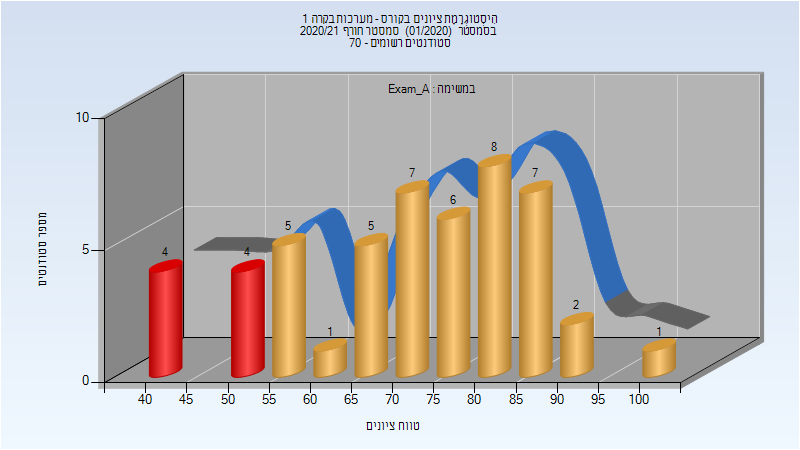 היסטוגרמת ציונים בקורס - מערכות בקרה 1
בסמסטר (01/2020) סמסטר חורף 2020/21
סטודנטים רשומים - 70
במשימה : Exam_A
מספר סטודנטים
10
5
0
4
4
5
1
5
7
6
8
7
2
1
40 45 50 55 60 65 70 75 80 85 90 95 100
טווח ציונים